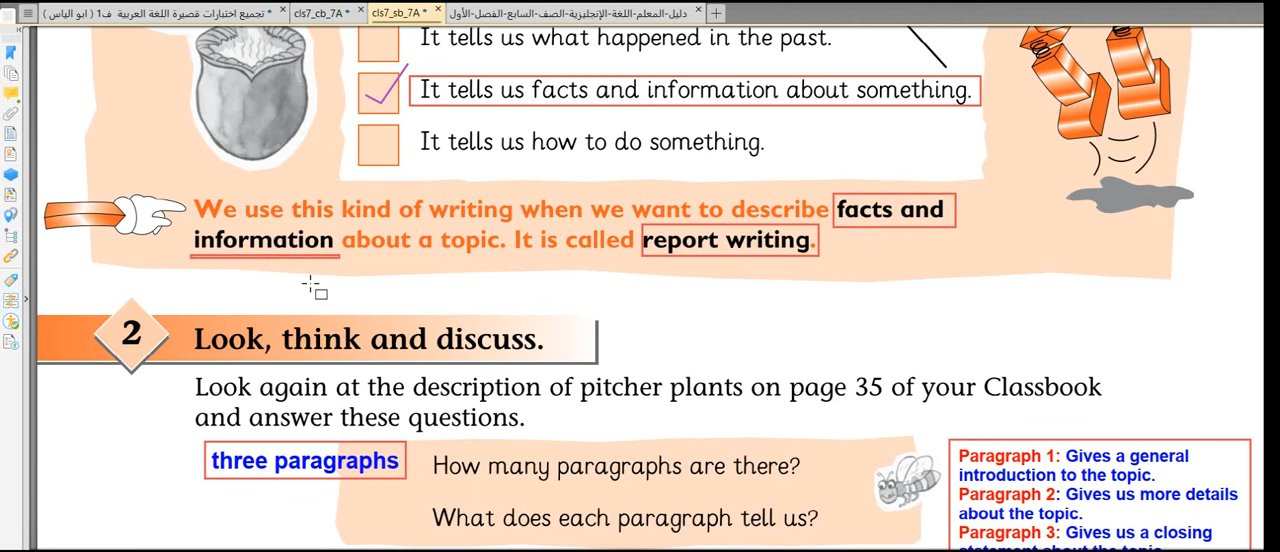 تجميع اختبارات قصيرة اللغة العربية ف1 ( ابو الياس ) *
cls7_cb_7A *
cls7_sb_7A *
دليل-المعلم-اللغة-الإنجليزية-الصف-السابع-الفصل-الأول
It tells us what happened in the past.
It tells us facts and information about something.
It tells us how to do something.
We use this kind of writing when we want to describe facts and
information about a topic. It is called report writing.
2 Look, think and discuss.
Look again at the description of pitcher plants on page 35 of your Classbook
and answer these questions.
three paragraphs
How many paragraphs are there?
What does each paragraph tell us?
Paragraph 1: Gives a general
introduction to the topic.
Paragraph 2: Gives us more details
about the topic.
Paragraph 3: Gives us a closing
statement about the topic.